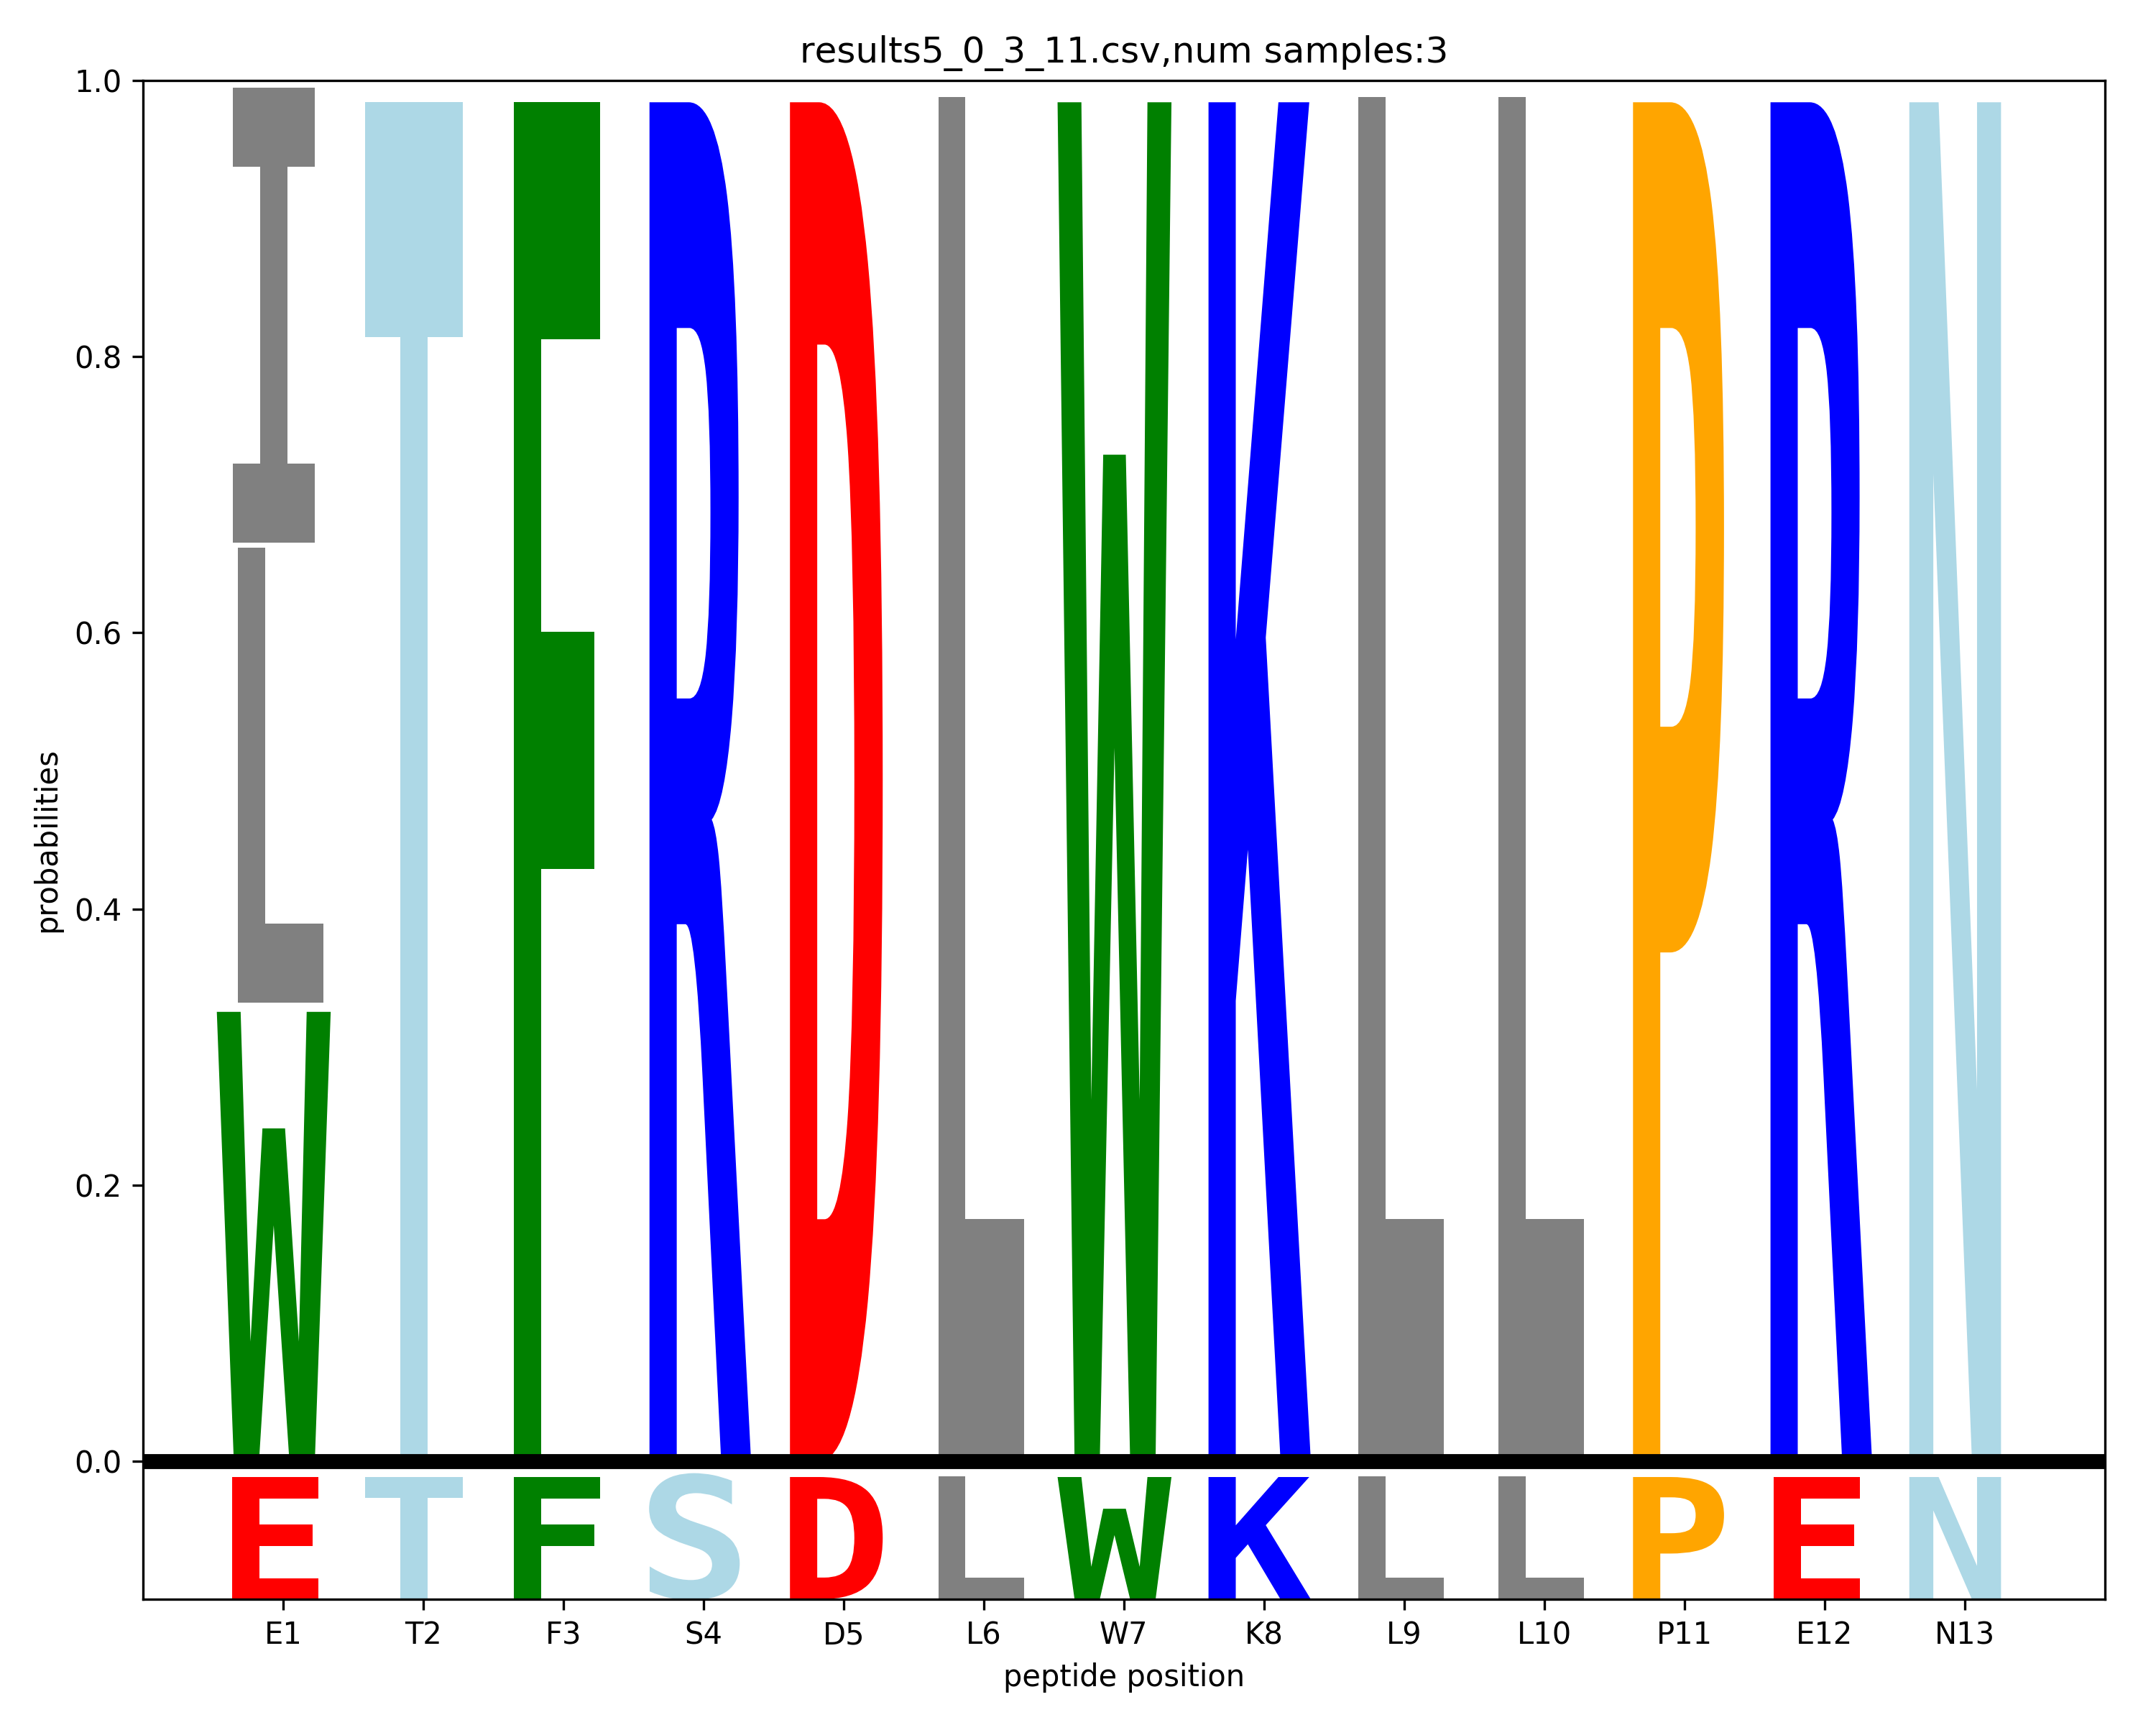 results5_0_3_11.csv,num samples:3
1.0
0.8
0.6
0.4
0.2
0.0
probabilities
I T F R D L W K L L P R N
L
W
E T F S D L W K L L P E N
E1 T2 F3 S4 D5 L6 W7 K8 L9 L10 P11 E12 N13
peptide position